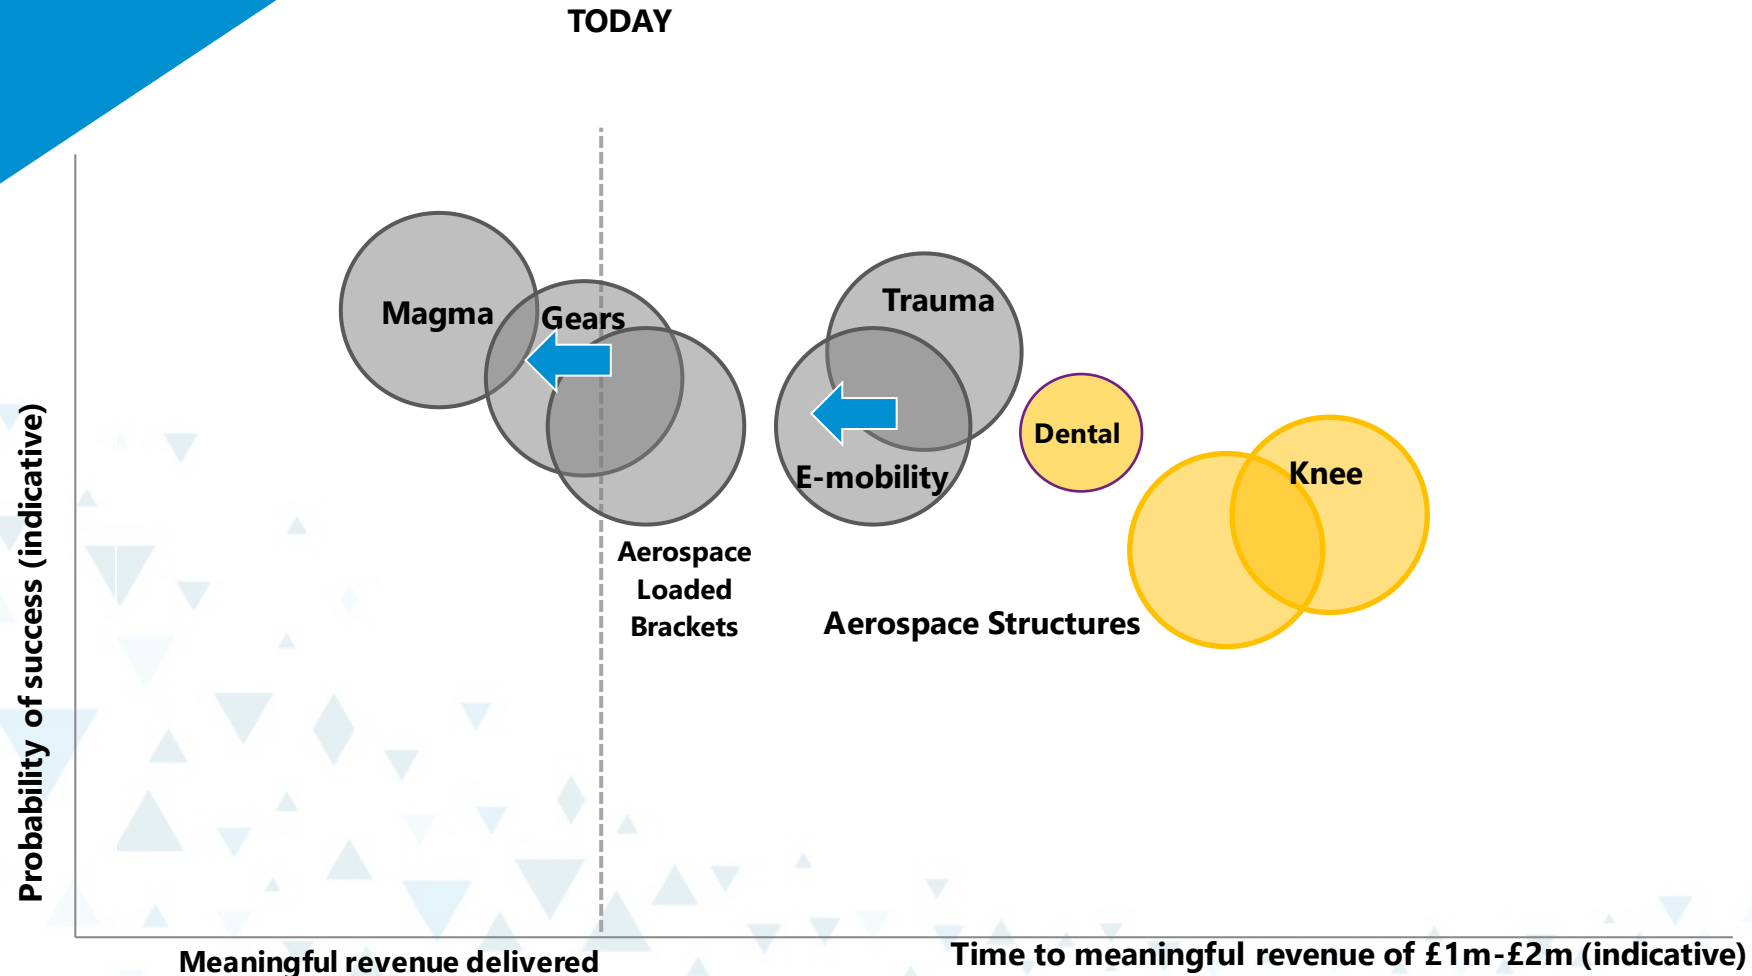 TODAY
Magma
Gears
Trauma
Dental
E-mobility
Knee
Aerospace
Loaded
Brackets
Aerospace Structures
Probability of success (indicative)
Meaningful revenue delivered
Time to meaningful revenue of £1m-£2m (indicative)